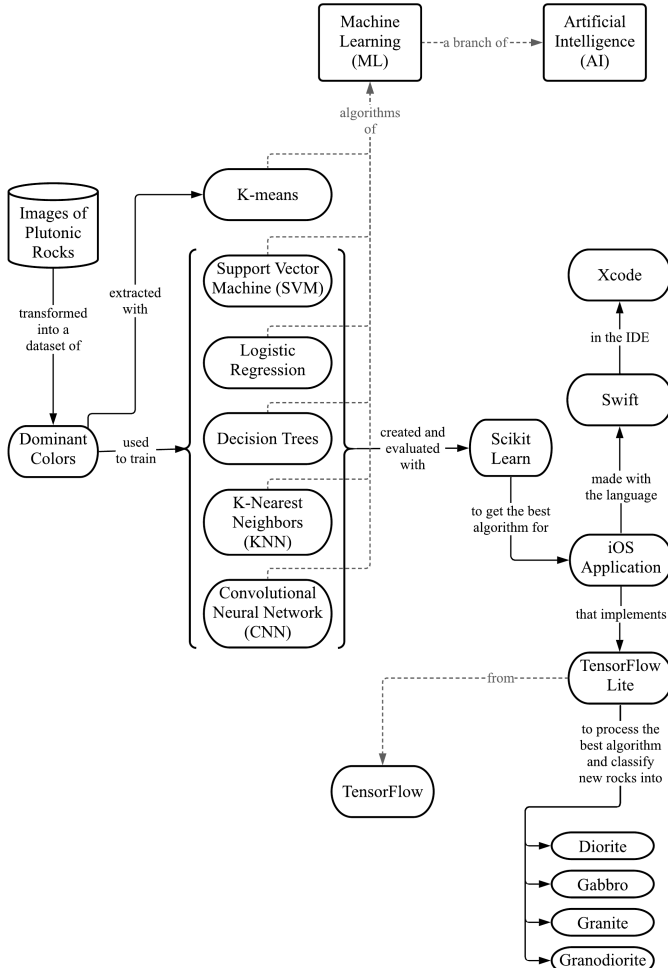 Machine
Learning
(ML)
a branch of
Artificial
Intelligence
(AI)
algorithms
of
K-means
Images of
Plutonic
Rocks
extracted
with
transformed
into a
dataset of
Dominant
Colors
used
to train
Support Vector
Machine (SVM)
Logistic
Regression
Decision Trees
K-Nearest
Neighbors
(KNN)
Convolutional
Neural Network
(CNN)
created and
evaluated
with
Scikit
Learn
to get the best
algorithm for
Xcode
in the IDE
Swift
made with
the language
iOS
Application
that implements
TensorFlow
Lite
from
TensorFlow
to process the
best algorithm
and classify
new rocks into
Diorite
Gabbro
Granite
Granodiorite